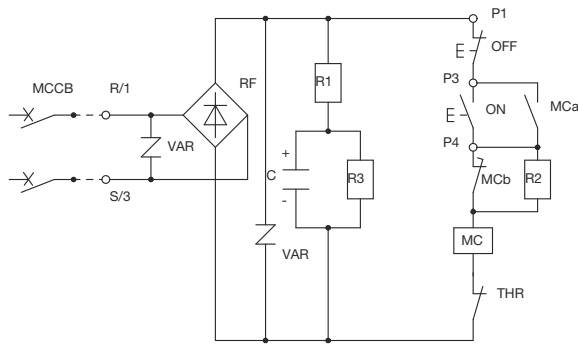 P1
OFF
MCCB
R/1
RF
R1
P3
ON
MCa
VAR
P4
+
C
R3
MCb
R2
-
S/3
MC
VAR
THR